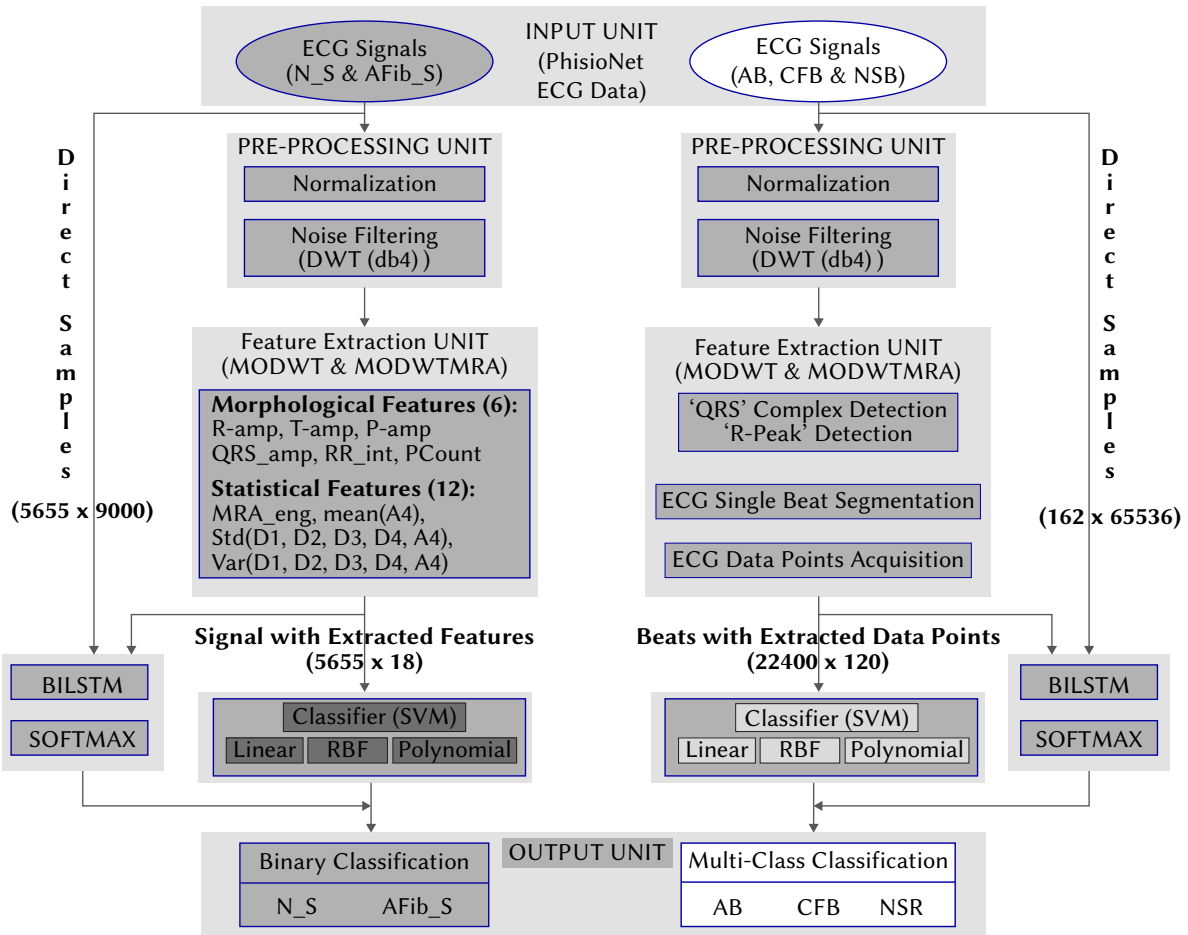 INPUT UNIT
(PhisioNet
ECG Data)
ECG Signals
(N_S & AFib_S)
ECG Signals
(AB, CFB & NSB)
Direct Samples
(5655 x 9000)
PRE-PROCESSING UNIT
Normalization
Noise Filtering
(DWT (db4) )
Feature Extraction UNIT
(MODWT & MODWTMRA)
Morphological Features (6):
R-amp, T-amp, P-amp
QRS_amp, RR_int, PCount
Statistical Features (12):
MRA_eng, mean(A4),
Std(D1, D2, D3, D4, A4),
Var(D1, D2, D3, D4, A4)
Signal with Extracted Features
(5655 x 18)
BILSTM
SOFTMAX
Classifier (SVM)
Linear RBF Polynomial
PRE-PROCESSING UNIT
Normalization
Noise Filtering
(DWT (db4) )
Feature Extraction UNIT
(MODWT & MODWTMRA)
‘QRS’ Complex Detection
‘R-Peak’ Detection
ECG Single Beat Segmentation
ECG Data Points Acquisition
Direct Samples
(162 x 65536)
Beats with Extracted Data Points
(22400 x 120)
Classifier (SVM)
Linear RBF Polynomial
BILSTM
SOFTMAX
OUTPUT UNIT
Binary Classification
N_S AFib_S
Multi-Class Classification
AB CFB NSR